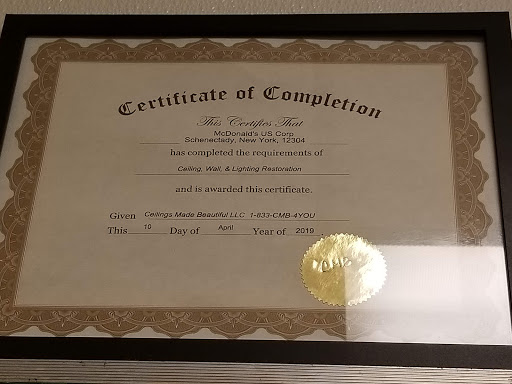 Certificate of Completion
This Certifies That
McDonald's US Corp
Schenectady, New York, 12304
has completed the requirements of
Ceiling, Wall, & Lighting Restoration
and is awarded this certificate.
Given Ceilings Made Beautiful LLC 1-833-CMB-4YOU
This 10 Day of April Year of 2019